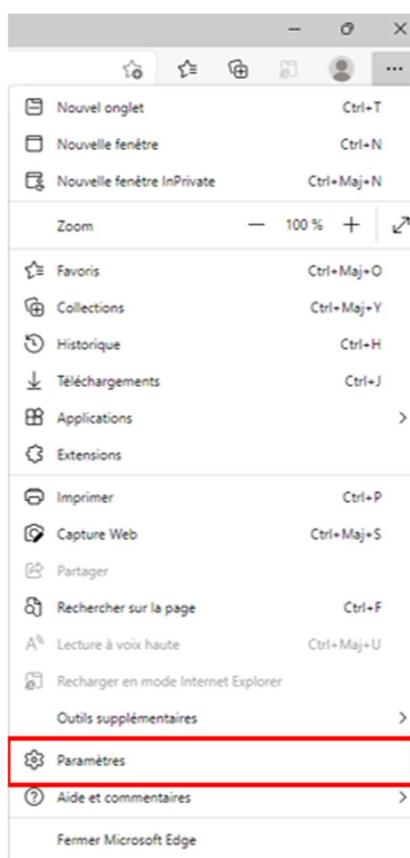 Nouvel onglet Ctrl+T
Nouvelle fenêtre Ctrl+N
Nouvelle fenêtre InPrivate Ctrl+Maj+N
Zoom — 100 % +
Favoris Ctrl+Maj+O
Collections Ctrl+Maj+Y
Historique Ctrl+H
Téléchargements Ctrl+J
Applications
Extensions
Imprimer Ctrl+P
Capture Web Ctrl+Maj+S
Partager
Rechercher sur la page Ctrl+F
Lecture à voix haute Ctrl+Maj+U
Recharger en mode Internet Explorer
Outils supplémentaires
Paramètres
Aide et commentaires
Fermer Microsoft Edge